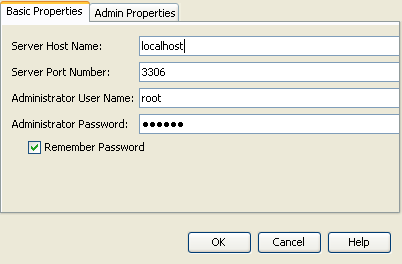 Basic Properties Admin Properties
Server Host Name: localhost
Server Port Number: 3306
Administrator User Name: root
Administrator Password: ●●●●●●
Remember Password
OK Cancel Help